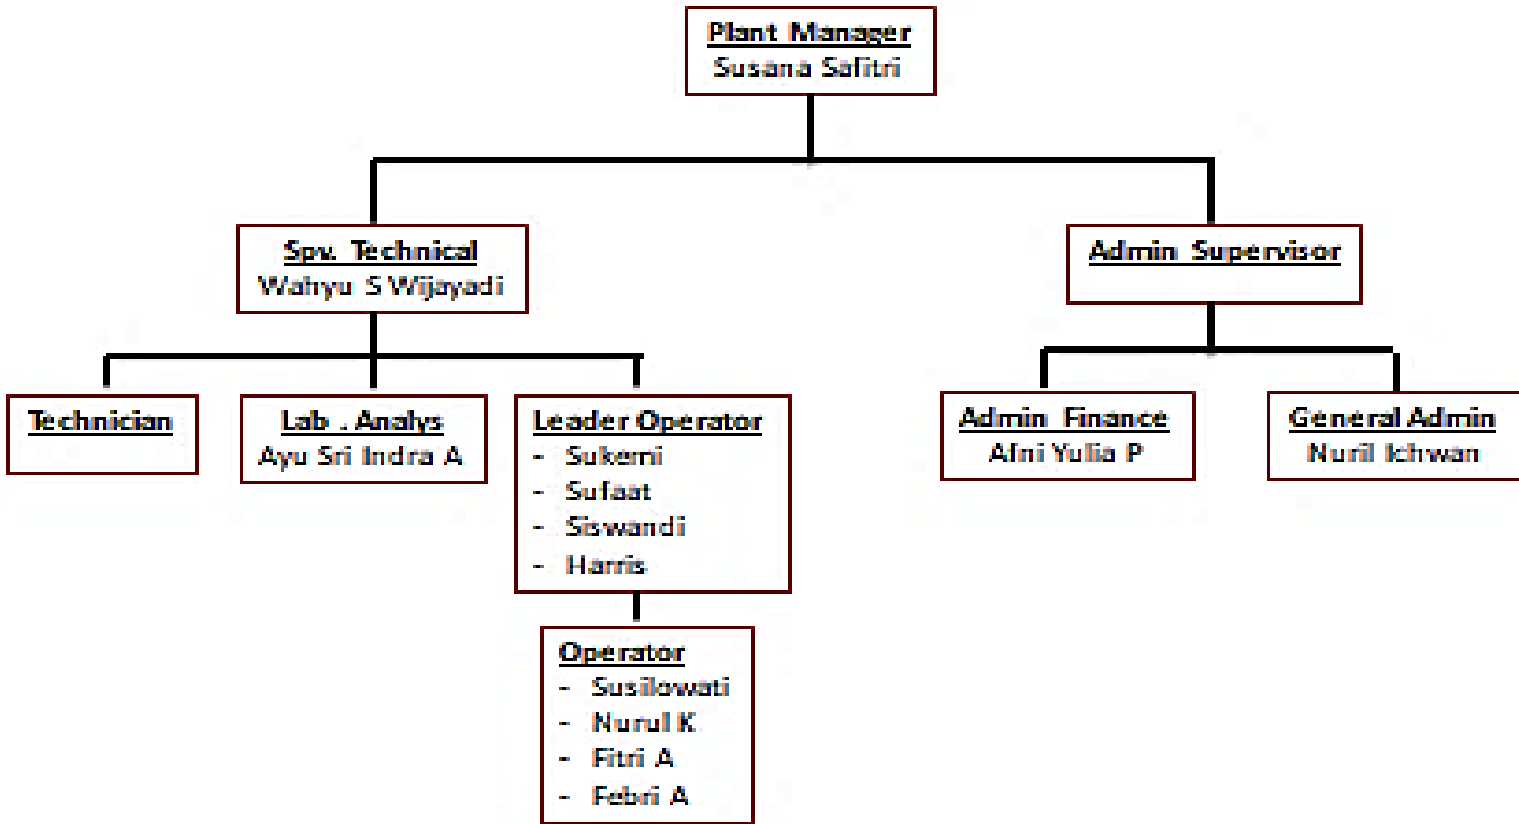 Plant Manager
Susana Safitri
Spv. Technical
Wahyu S Wijayadi
Admin Supervisor
Technician
Lab . Analys
Ayu Sri Indra A
Leader Operator
- Sukemi
- Sufaat
- Siswandi
- Harris
Admin Finance
Afni Yulia P
General Admin
Nuril Ichwan
Operator
- Susilowati
- Nurul K
- Fitri A
- Febri A